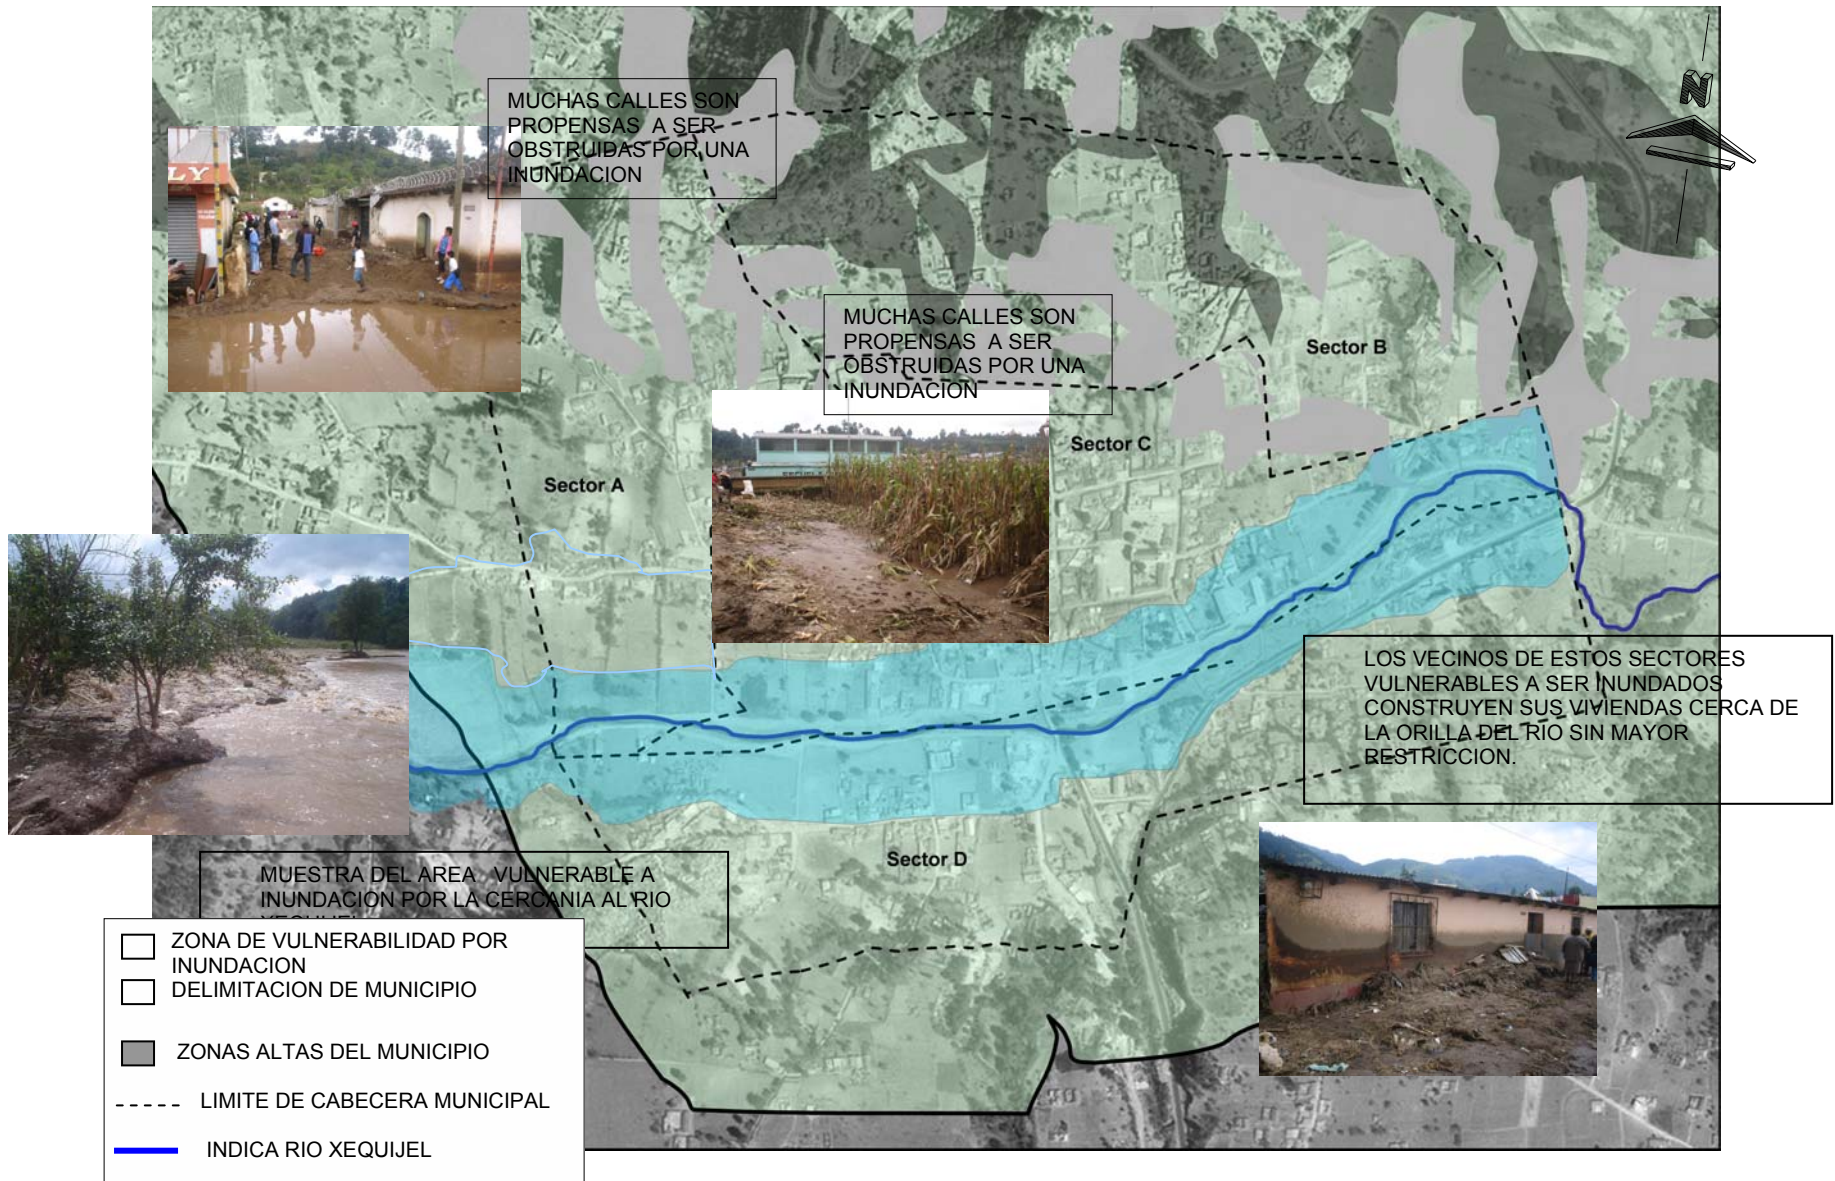 MUCHAS CALLES SON
PROPENSAS A SER
OBSTRUIDAS POR UNA
INUNDACION
N
LY
MUCHAS CALLES SON
PROPENSAS A SER
OBSTRUIDAS POR UNA
INUNDACION
Sector B
Sector C
ESCUELA
Sector A
LOS VECINOS DE ESTOS SECTORES
VULNERABLES A SER INUNDADOS
CONSTRUYEN SUS VIVIENDAS CERCA DE
LA ORILLA DEL RIO SIN MAYOR
RESTRICCION.
Sector D
MUESTRA DEL AREA VULNERABLE A
INUNDACION POR LA CERCANIA AL RIO
XEQUIJEL
ZONA DE VULNERABILIDAD POR
INUNDACION
DELIMITACION DE MUNICIPIO
ZONAS ALTAS DEL MUNICIPIO
LIMITE DE CABECERA MUNICIPAL
INDICA RIO XEQUIJEL